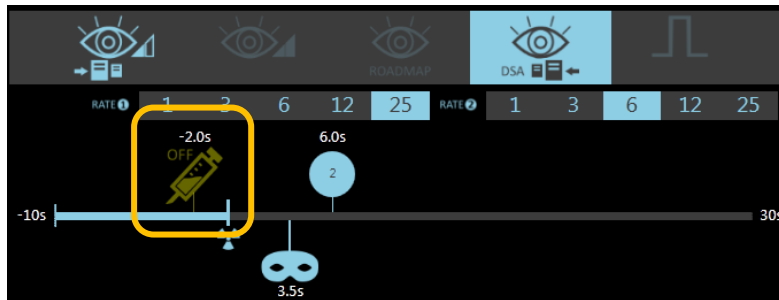 ROADMAP
DSA
RATE 1 1 3 6 12 25 RATE 2 1 3 6 12 25
-2.0s 6.0s
OFF
2
-10s 30s
3.5s